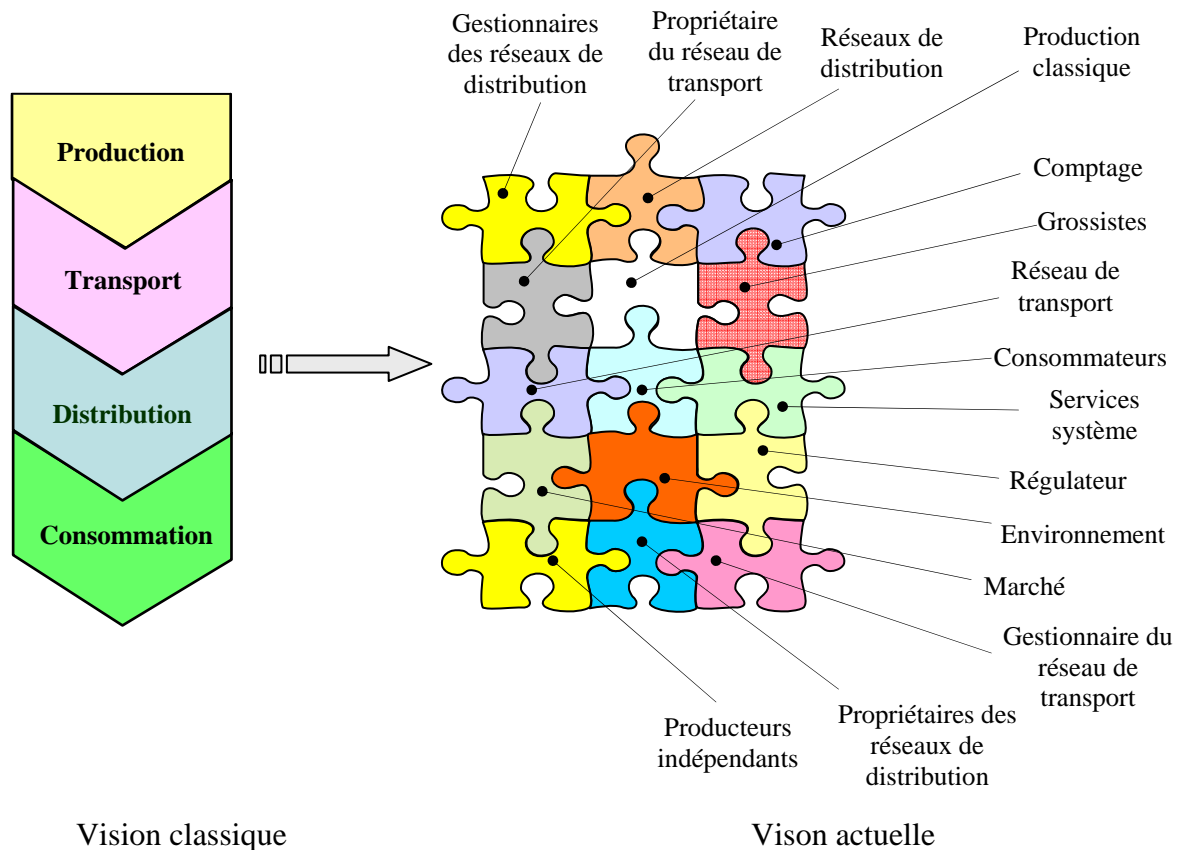 Gestionnaires
des réseaux de
distribution
Propriétaire
du réseau de
transport
Réseaux de
distribution
Production
classique
Production
Transport
Distribution
Consommation
Comptage
Grossistes
Réseau de
transport
Consommateurs
Services
système
Régulateur
Environnement
Marché
Gestionnaire du
réseau de
transport
Propriétaires des
réseaux de
distribution
Producteurs
indépendants
Vision classique
Vison actuelle